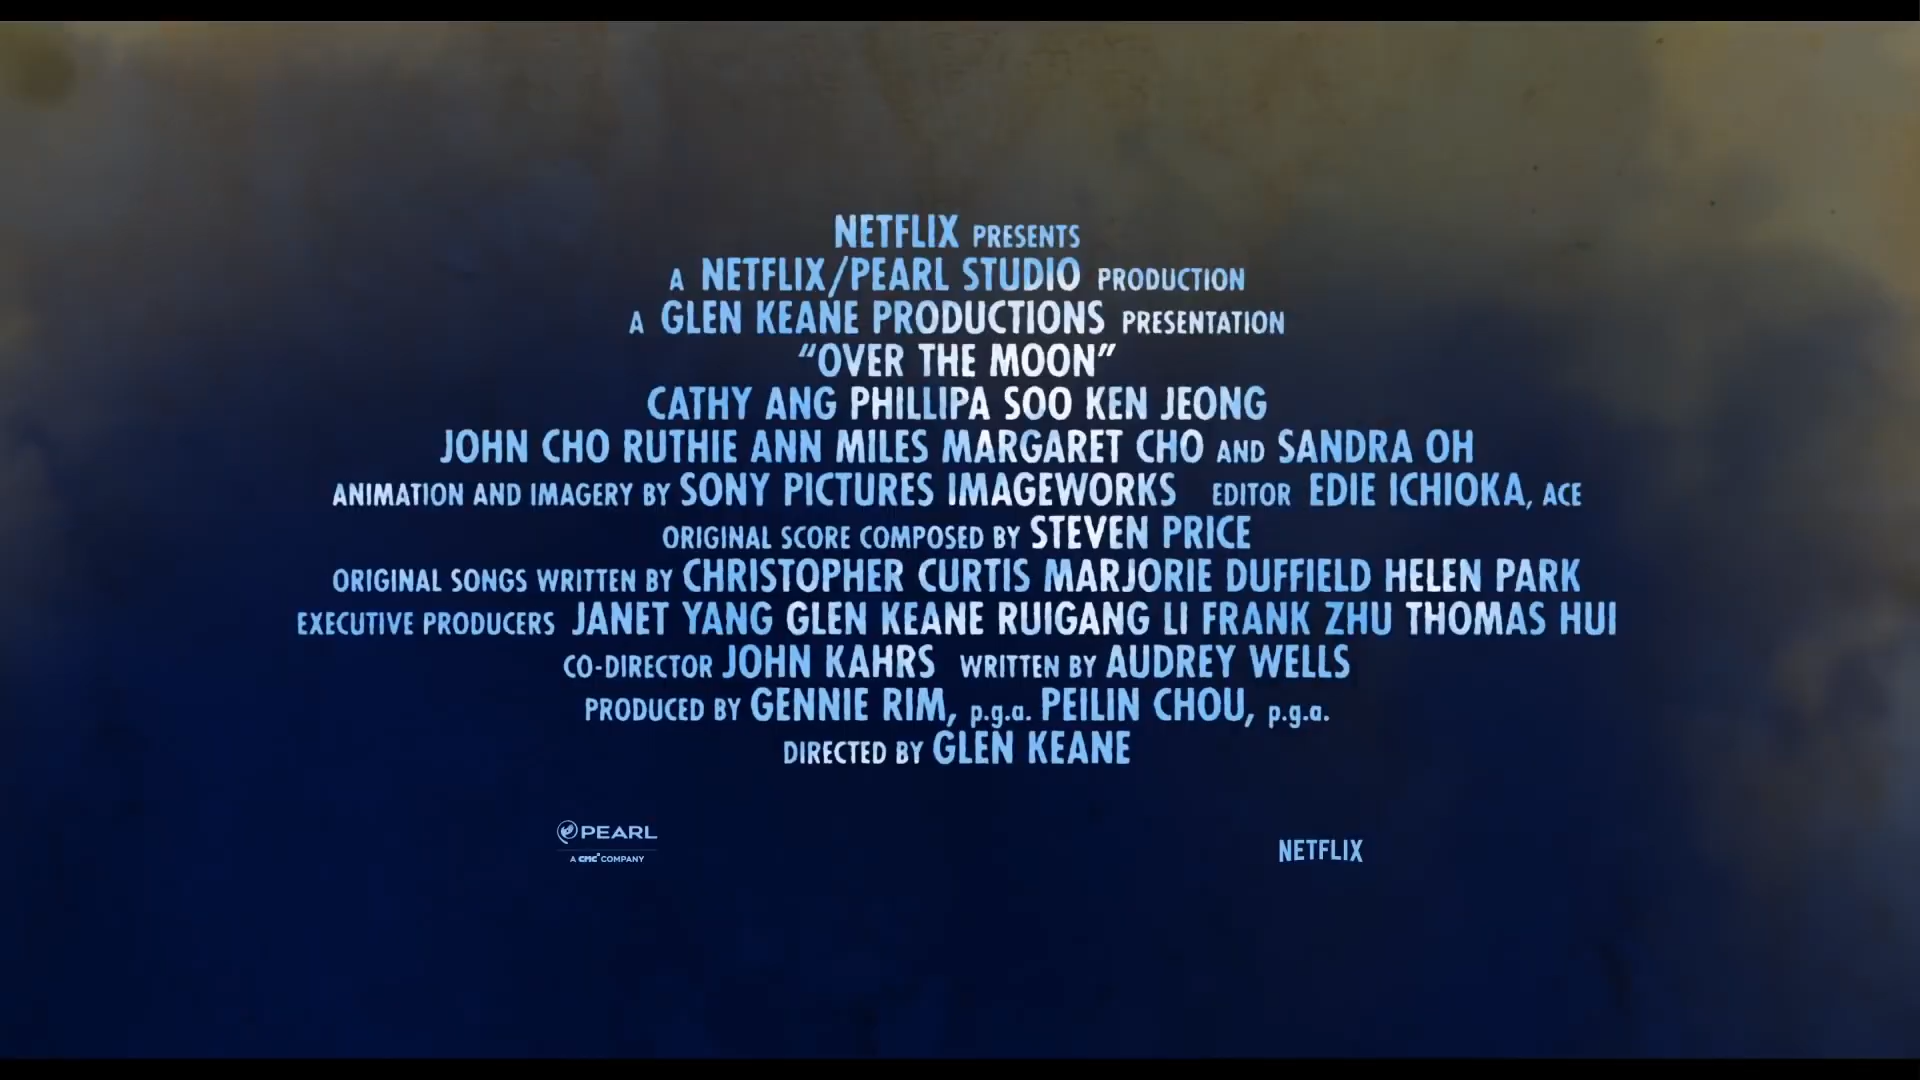 NETFLIX PRESENTS
A NETFLIX/PEARL STUDIO PRODUCTION
A GLEN KEANE PRODUCTIONS PRESENTATION
“OVER THE MOON”
CATHY ANG PHILLIPA SOO KEN JEONG
JOHN CHO RUTHIE ANN MILES MARGARET CHO AND SANDRA OH
ANIMATION AND IMAGERY BY SONY PICTURES IMAGEWORKS EDITOR EDIE ICHIOKA, ACE
ORIGINAL SCORE COMPOSED BY STEVEN PRICE
ORIGINAL SONGS WRITTEN BY CHRISTOPHER CURTIS MARJORIE DUFFIELD HELEN PARK
EXECUTIVE PRODUCERS JANET YANG GLEN KEANE RUIGANG LI FRANK ZHU THOMAS HUI
CO-DIRECTOR JOHN KAHRS WRITTEN BY AUDREY WELLS
PRODUCED BY GENNIE RIM, p.g.a. PEILIN CHOU, p.g.a.
DIRECTED BY GLEN KEANE
PEARL
A CMC COMPANY
NETFLIX